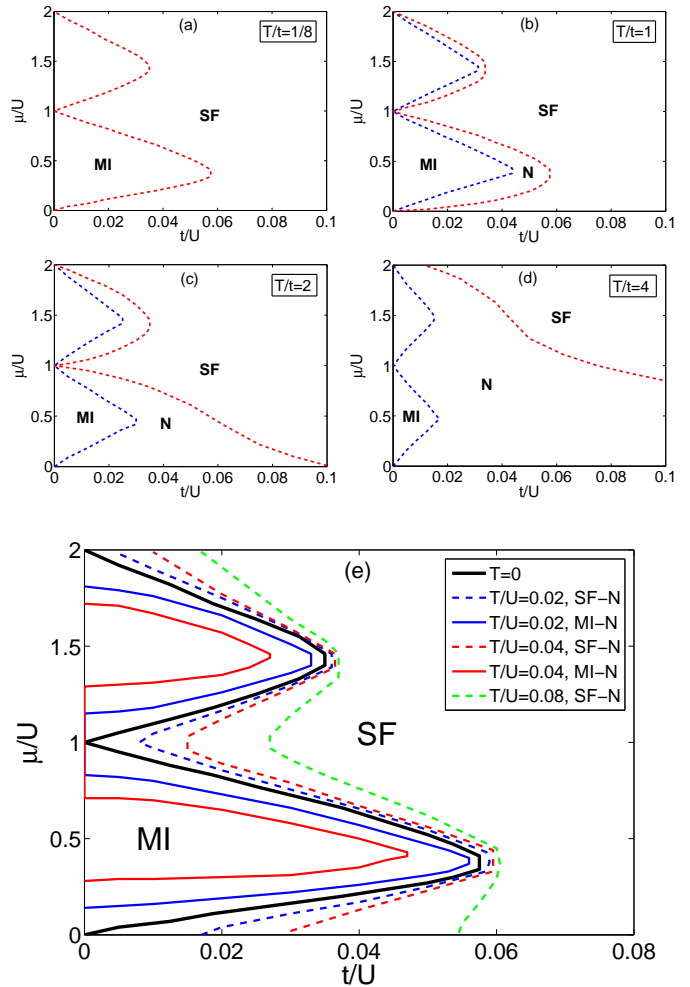 (a)
T/t=1/8
2
1.5
1
0.5
0
μ/U
MI
SF
0
0.02
0.04
0.06
0.08
0.1
t/U
(b)
T/t=1
2
1.5
1
0.5
0
μ/U
MI
N
SF
0
0.02
0.04
0.06
0.08
0.1
t/U
(c)
T/t=2
2
1.5
1
0.5
0
μ/U
MI
N
SF
0
0.02
0.04
0.06
0.08
0.1
t/U
(d)
T/t=4
2
1.5
1
0.5
0
μ/U
MI
N
SF
0
0.02
0.04
0.06
0.08
0.1
t/U
(e)
T=0
T/U=0.02, SF−N
T/U=0.02, MI−N
T/U=0.04, SF−N
T/U=0.04, MI−N
T/U=0.08, SF−N
2
1.5
1
0.5
0
μ/U
SF
MI
0
0.02
0.04
0.06
0.08
t/U